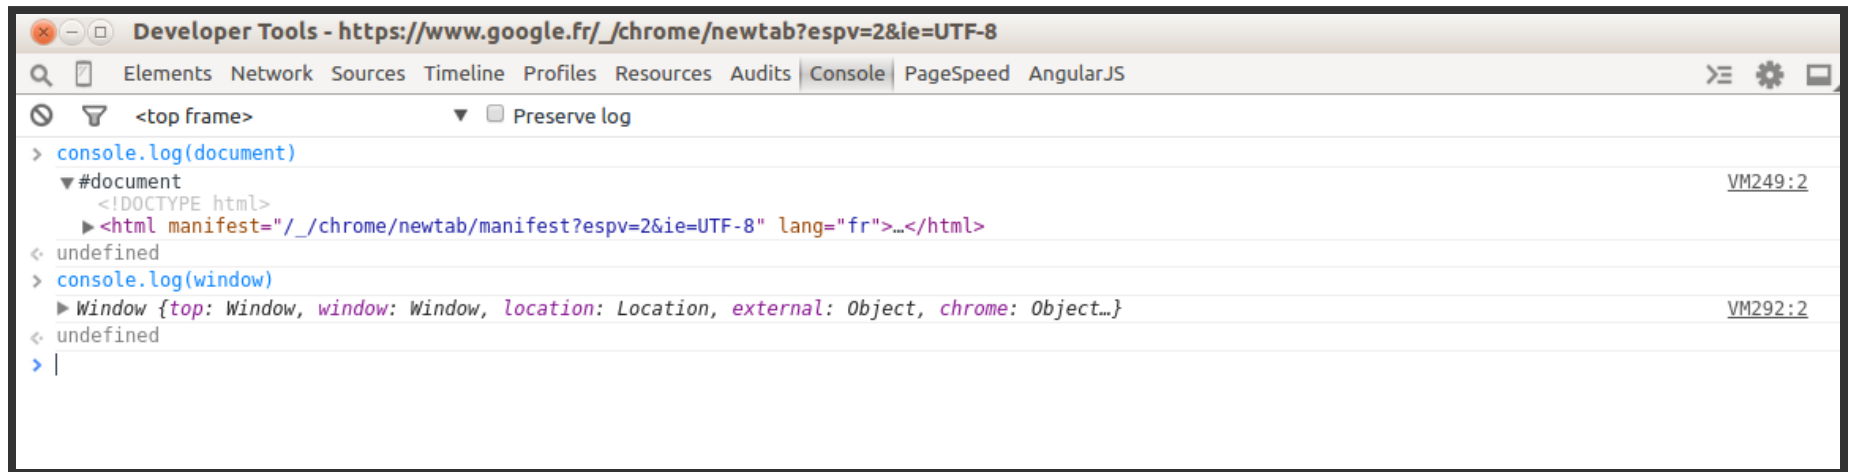 Developer Tools - https://www.google.fr/_/chrome/newtab?espv=2&ie=UTF-8
Elements Network Sources Timeline Profiles Resources Audits Console PageSpeed AngularJS
<top frame> Preserve log
console.log(document)
#document VM249:2
<!DOCTYPE html>
<html manifest="/_/chrome/newtab/manifest?espv=2&ie=UTF-8" lang="fr">…</html>
undefined
console.log(window)
Window {top: Window, window: Window, location: Location, external: Object, chrome: Object…} VM292:2
undefined